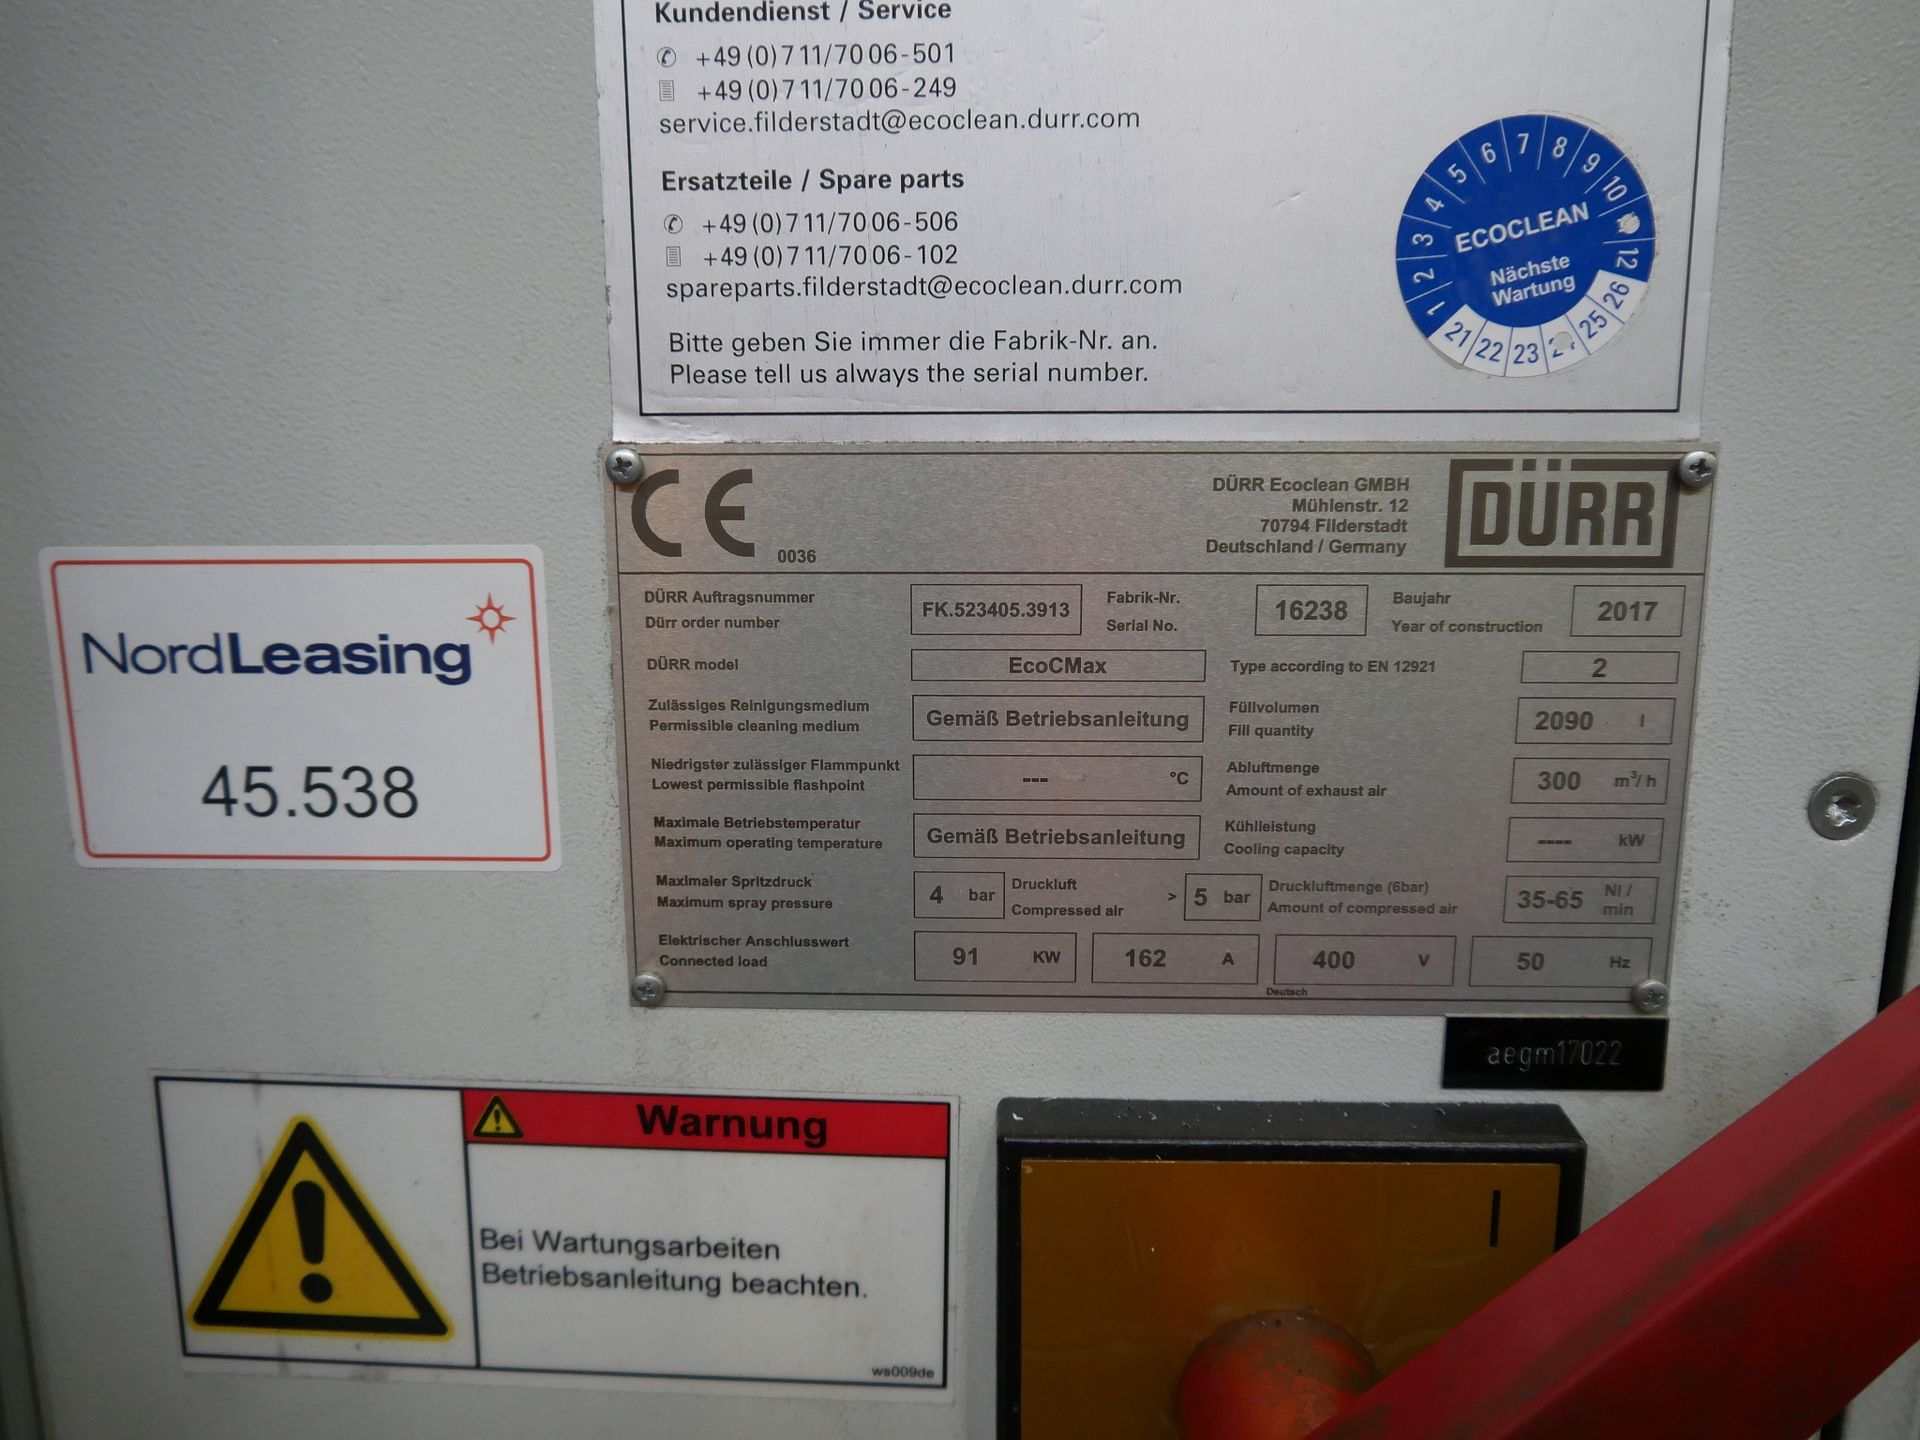 Kundendienst / Service
✆ +49 (0) 7 11/70 06-501
+49 (0) 7 11/70 06-249
service.filderstadt@ecoclean.durr.com
Ersatzteile / Spare parts
✆ +49 (0) 7 11/70 06-506
+49 (0) 7 11/70 06-102
spareparts.filderstadt@ecoclean.durr.com
Bitte geben Sie immer die Fabrik-Nr. an.
Please tell us always the serial number.
1 2 3 4 5 6 7 8 9 10 12
ECOCLEAN
Nächste
Wartung
21 22 23 25 26
CE 0036
DÜRR Ecoclean GMBH
Mühlenstr. 12
70794 Filderstadt
Deutschland / Germany
DÜRR
DÜRR Auftragsnummer
Dürr order number
FK.523405.3913
Fabrik-Nr.
Serial No.
16238
Baujahr
Year of construction
2017
DÜRR model
EcoCMax
Type according to EN 12921
2
Zulässiges Reinigungsmedium
Permissible cleaning medium
Gemäß Betriebsanleitung
Füllvolumen
Fill quantity
2090 l
Niedrigster zulässiger Flammpunkt
Lowest permissible flashpoint
--- °C
Abluftmenge
Amount of exhaust air
300 m³/ h
Maximale Betriebstemperatur
Maximum operating temperature
Gemäß Betriebsanleitung
Kühlleistung
Cooling capacity
---- kW
Maximaler Spritzdruck
Maximum spray pressure
4 bar
Druckluft
Compressed air
> 5 bar
Druckluftmenge (6bar)
Amount of compressed air
35-65 Nl / min
Elektrischer Anschlusswert
Connected load
91 KW
162 A
400 V
50 Hz
Deutsch
NordLeasing
45.538
aegm17022
Warnung
Bei Wartungsarbeiten
Betriebsanleitung beachten.
ws009de
I